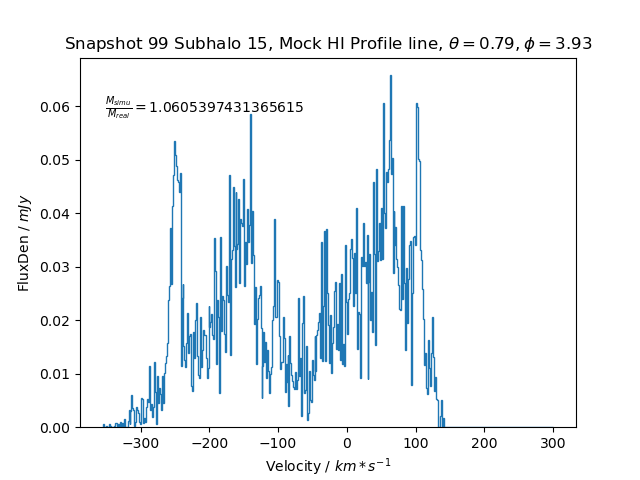 Snapshot 99 Subhalo 15, Mock HI Profile line, θ = 0.79, ϕ = 3.93
M_simu/M_real = 1.0605397431365615
FluxDen / mJy
0.06
0.05
0.04
0.03
0.02
0.01
0.00
−300 −200 −100 0 100 200 300
Velocity / km * s^−1